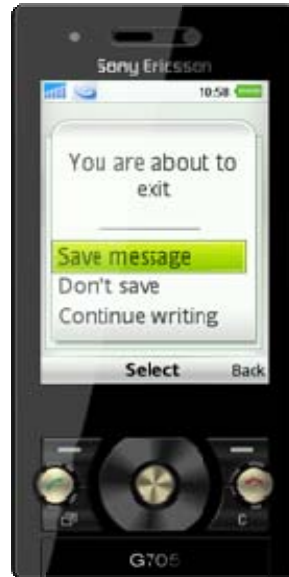 Sony Ericsson
10:58
You are about to
exit
Save message
Don't save
Continue writing
Select Back
C
G705